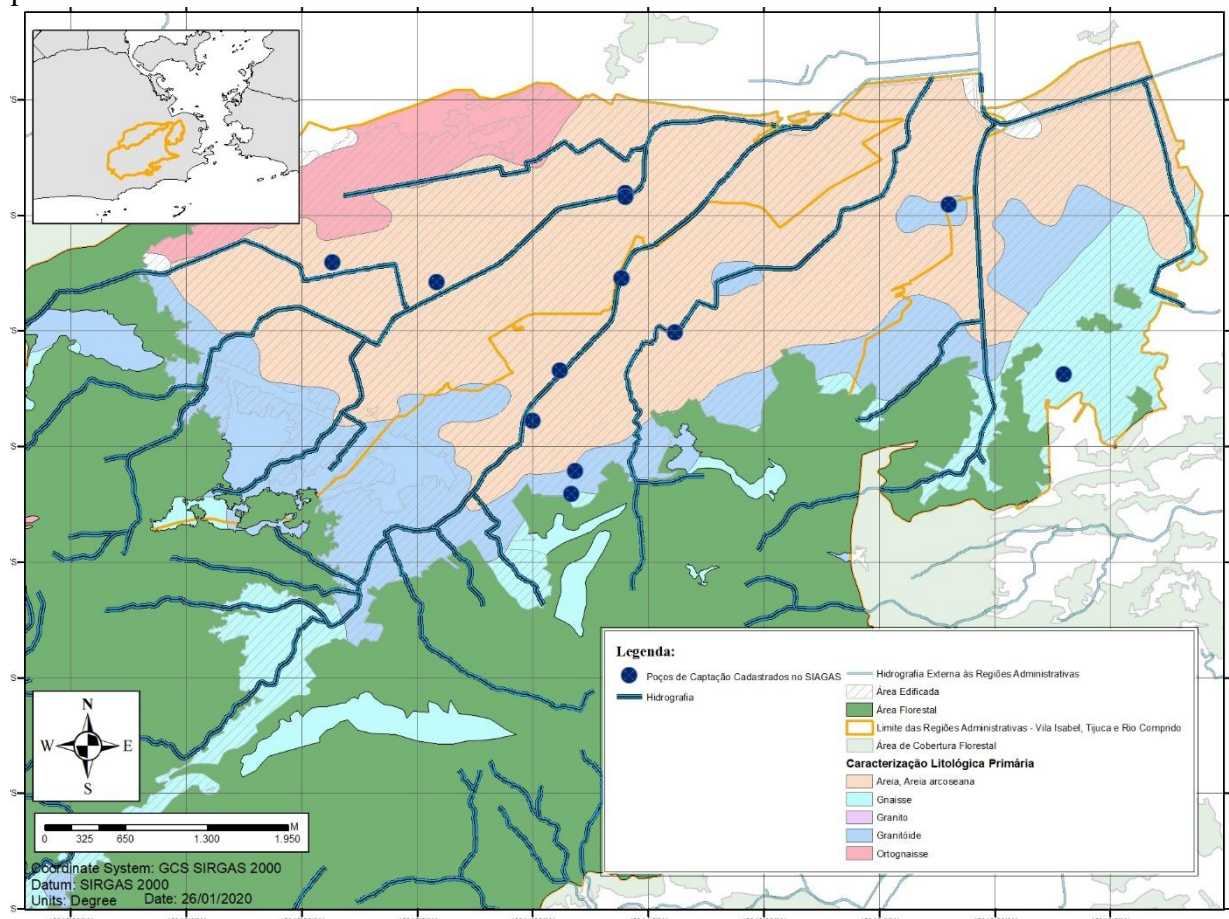 Legenda:
Poços de Captação Cadastrados no SIAGAS
Hidrografia
Hidrografia Externa às Regiões Administrativas
Área Edificada
Área Florestal
Limite das Regiões Administrativas - Vila Isabel, Tijuca e Rio Comprido
Área de Cobertura Florestal
Caracterização Litológica Primária
Areia, Areia arcoseana
Gnaisse
Granito
Granitóide
Ortognaisse
N
W E
S
M
0 325 650 1.300 1.950
Coordinate System: GCS SIRGAS 2000
Datum: SIRGAS 2000
Units: Degree Date: 26/01/2020